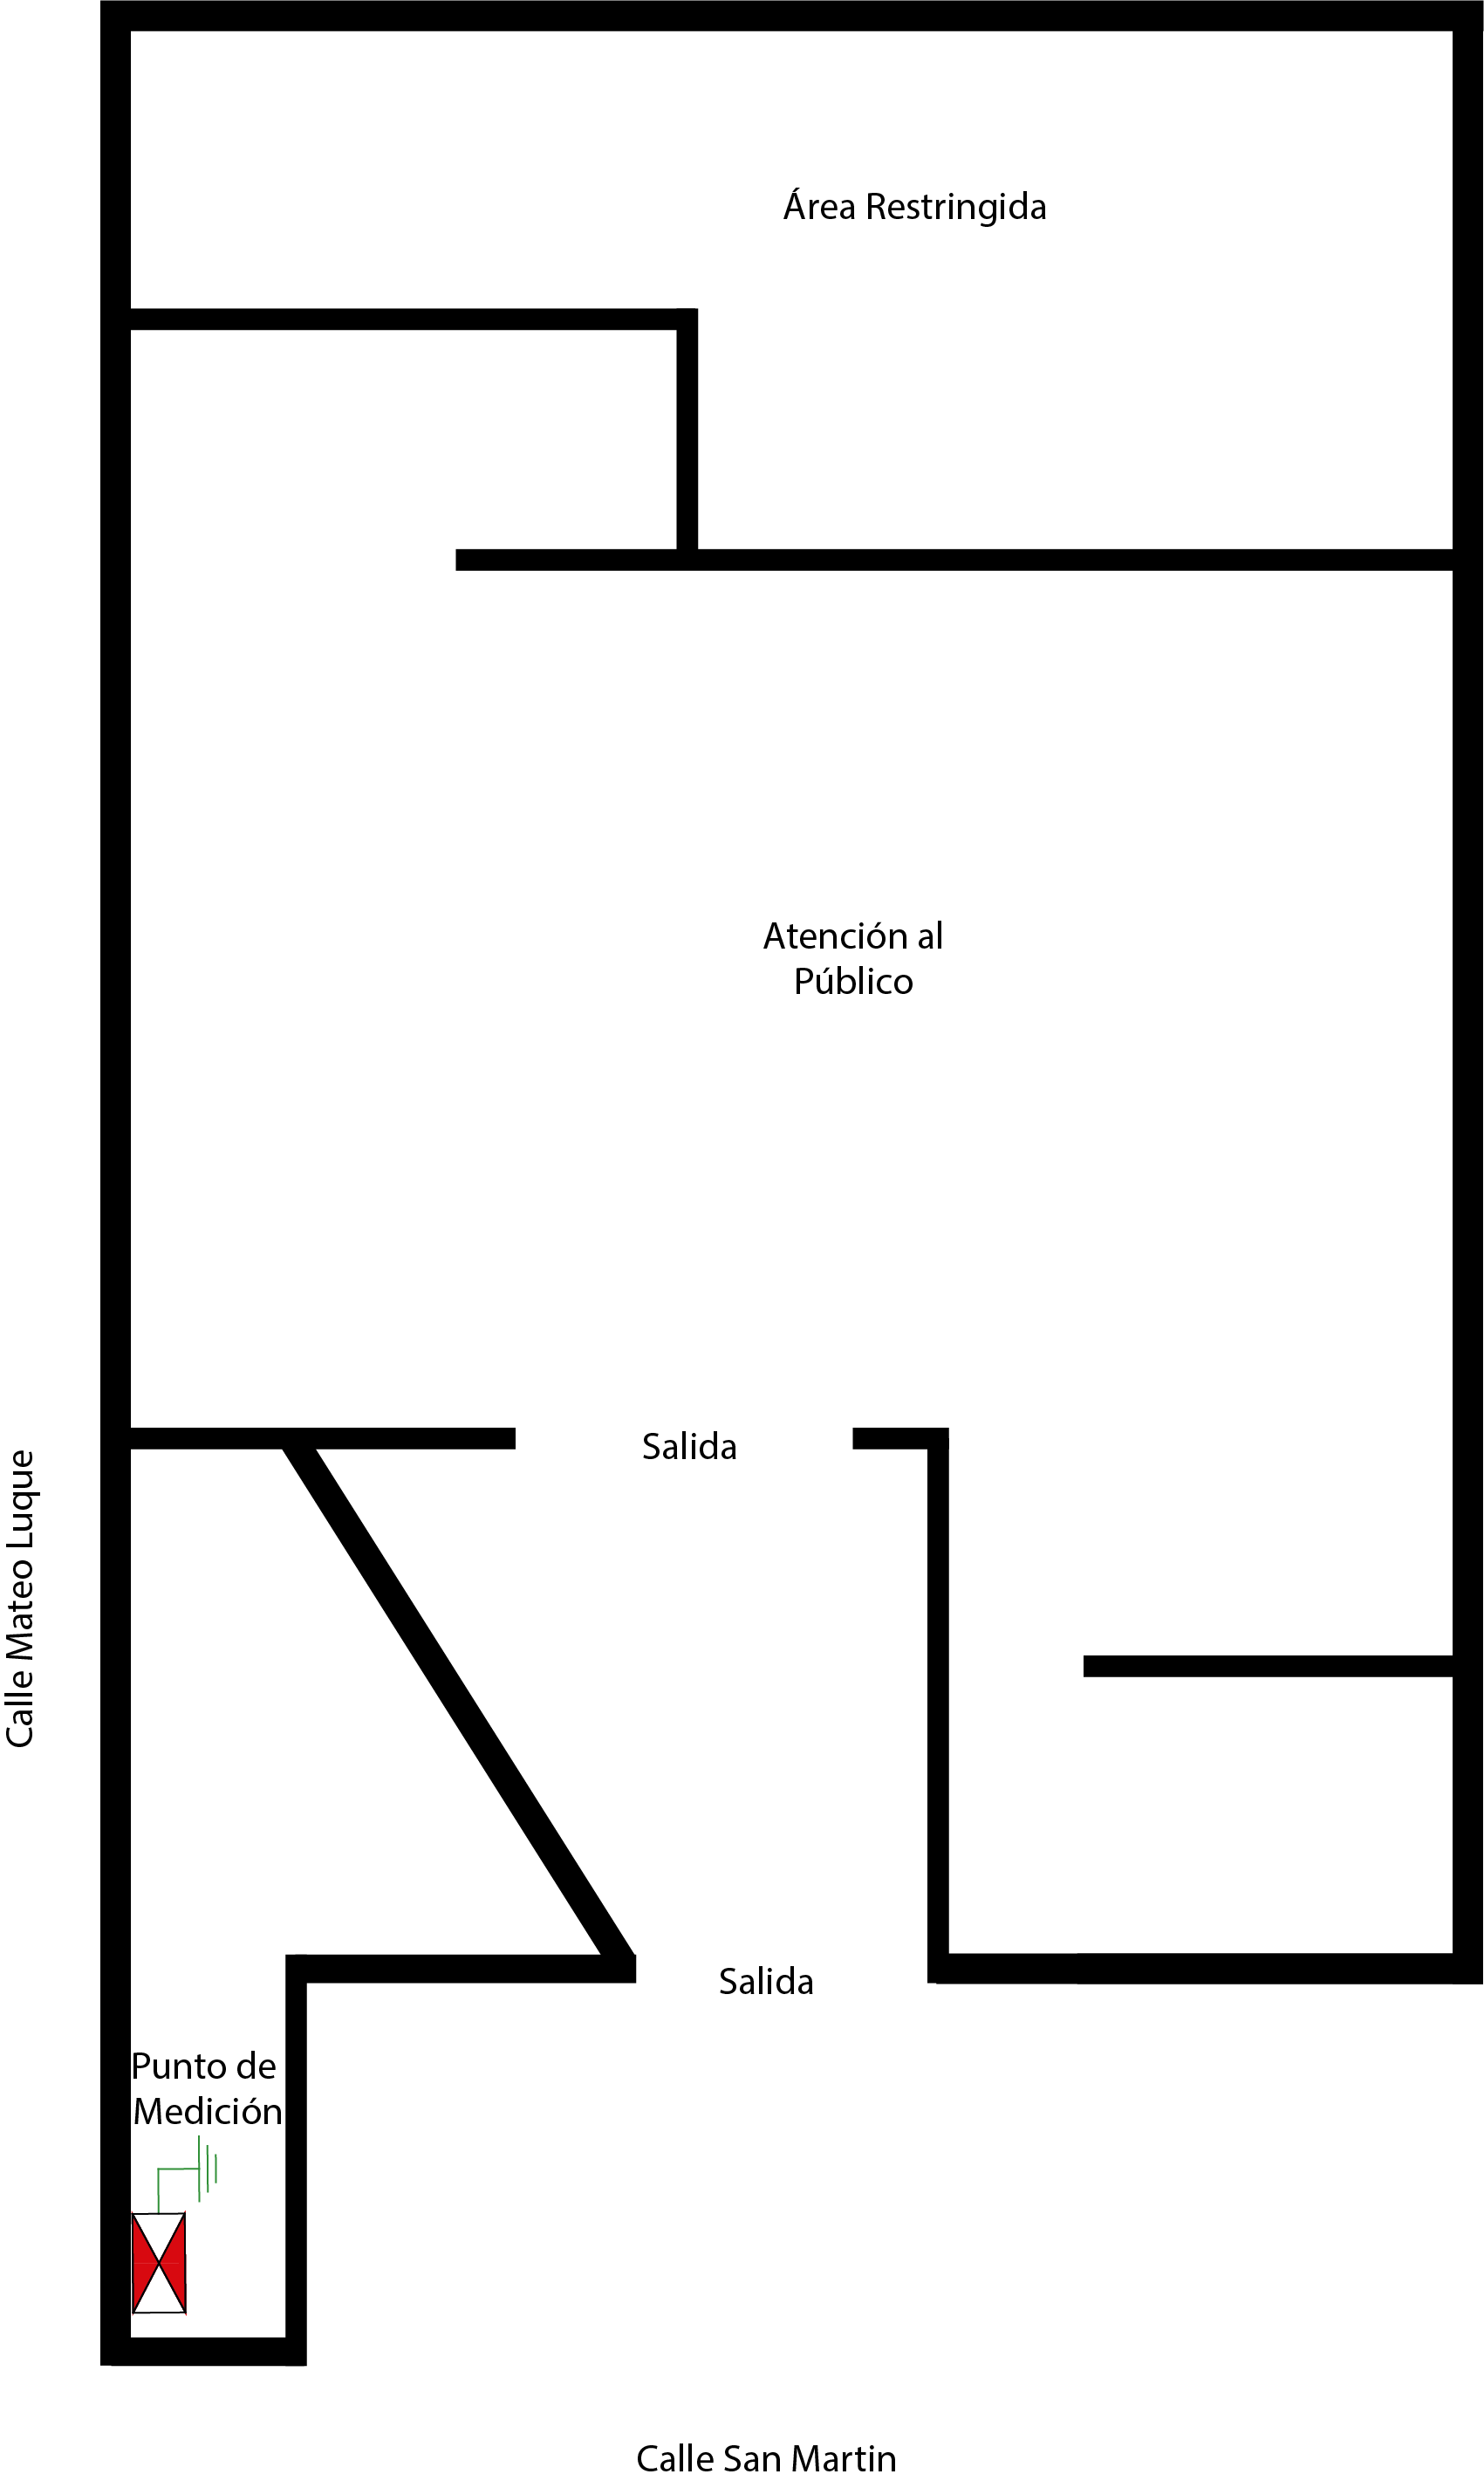 Área Restringida
Atención al
Público
Salida
Calle Mateo Luque
Salida
Punto de
Medición
Calle San Martin